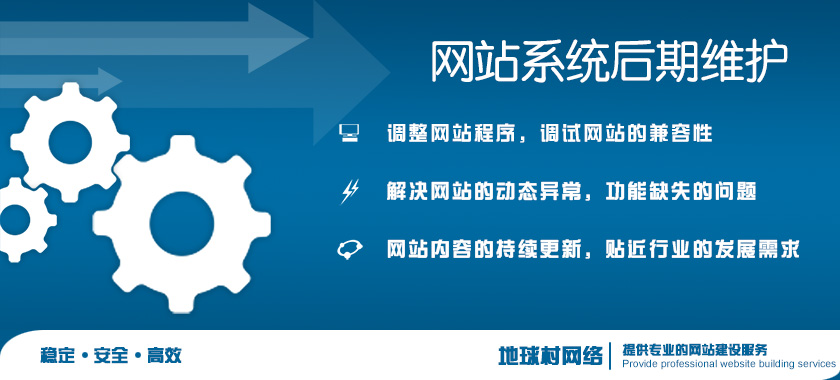 网站系统后期维护
调整网站程序，调试网站的兼容性
解决网站的动态异常，功能缺失的问题
网站内容的持续更新，贴近行业的发展需求
稳定·安全·高效
地球村网络
提供专业的网站建设服务
Provide professional website building services